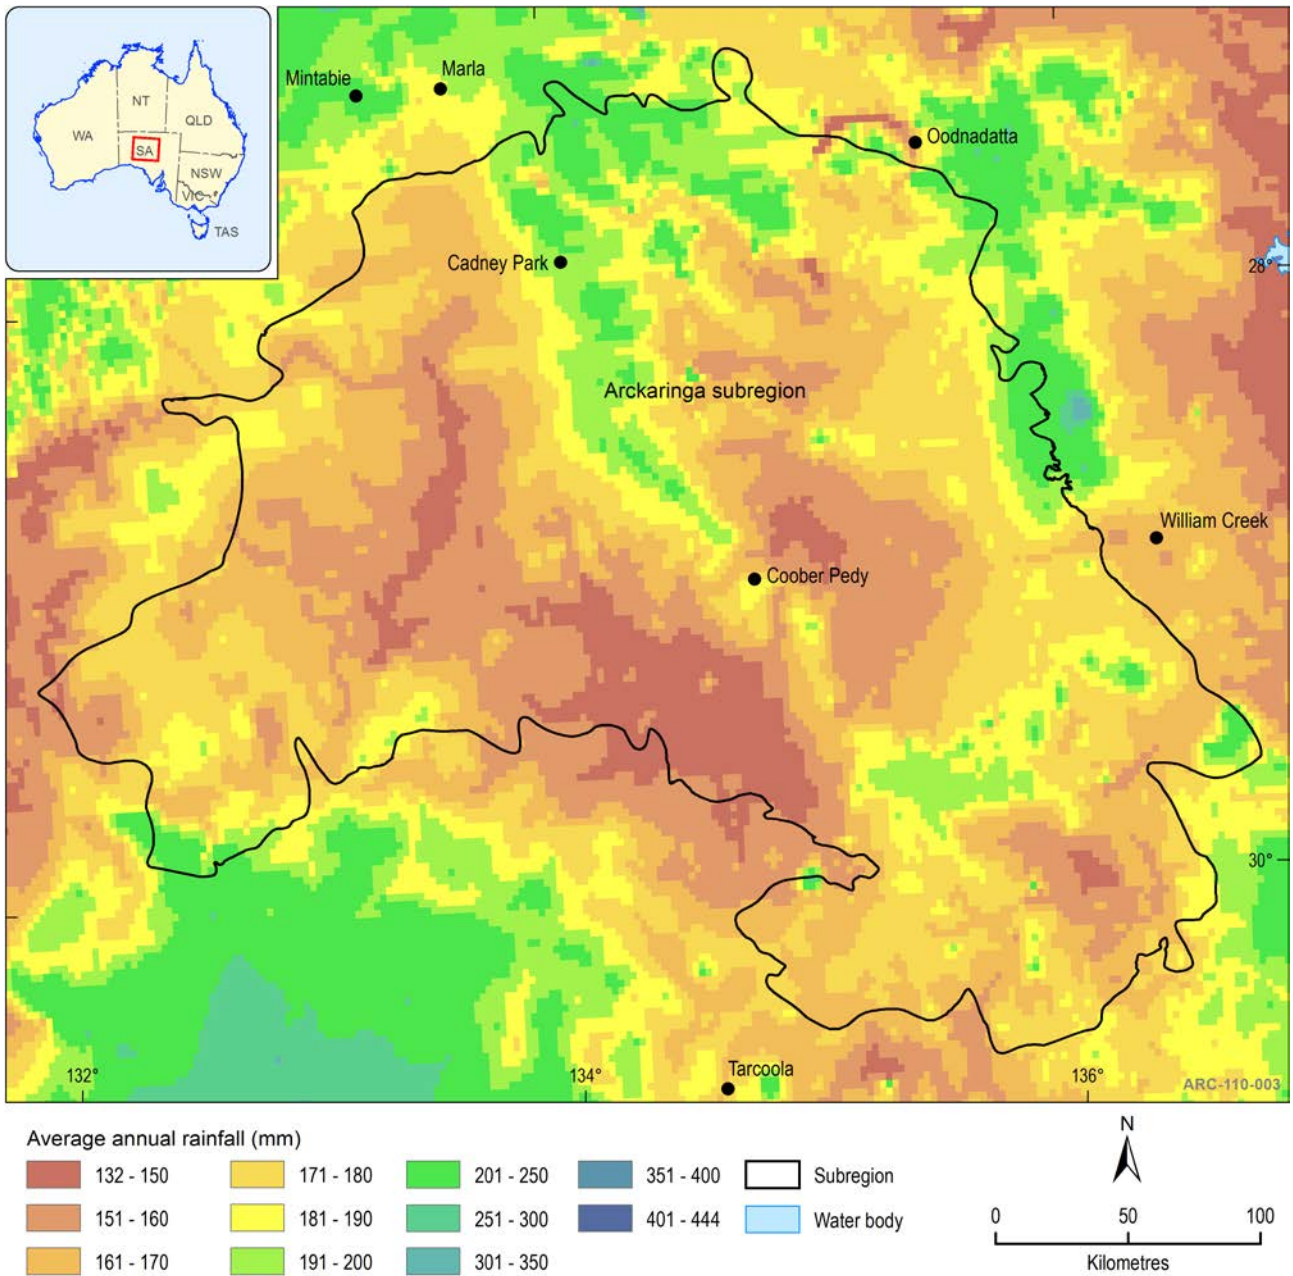 NT
QLD
WA
SA
NSW
VIC
TAS
Mintabie
Marla
Oodnadatta
Cadney Park
28°
Arckaringa subregion
William Creek
Coober Pedy
30°
Tarcoola
132°
134°
136°
ARC-110-003
Average annual rainfall (mm)
132 - 150
171 - 180
201 - 250
351 - 400
Subregion
151 - 160
181 - 190
251 - 300
401 - 444
Water body
161 - 170
191 - 200
301 - 350
N
0
50
100
Kilometres